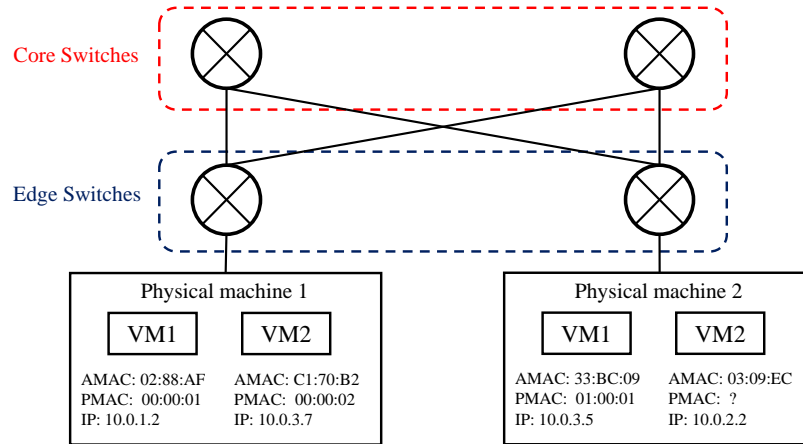 Core Switches
Edge Switches
Physical machine 1
VM1 VM2
AMAC: 02:88:AF
PMAC: 00:00:01
IP: 10.0.1.2
AMAC: C1:70:B2
PMAC: 00:00:02
IP: 10.0.3.7
Physical machine 2
VM1 VM2
AMAC: 33:BC:09
PMAC: 01:00:01
IP: 10.0.3.5
AMAC: 03:09:EC
PMAC: ?
IP: 10.0.2.2